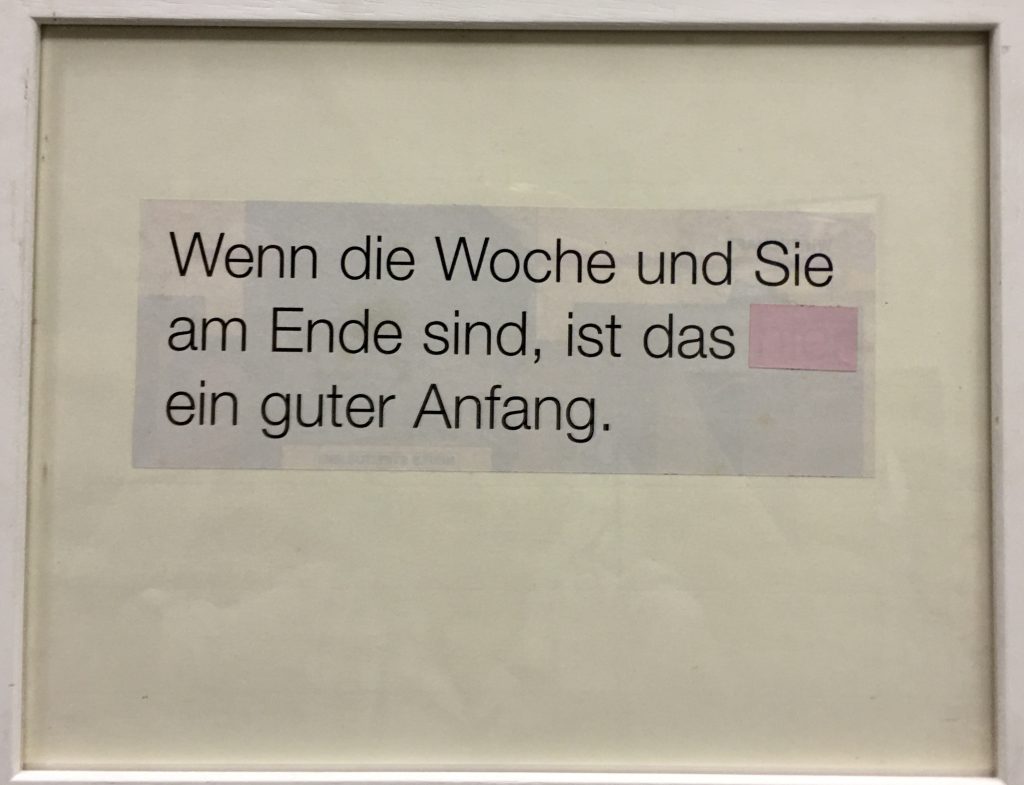 Wenn die Woche und Sie
am Ende sind, ist das
ein guter Anfang.